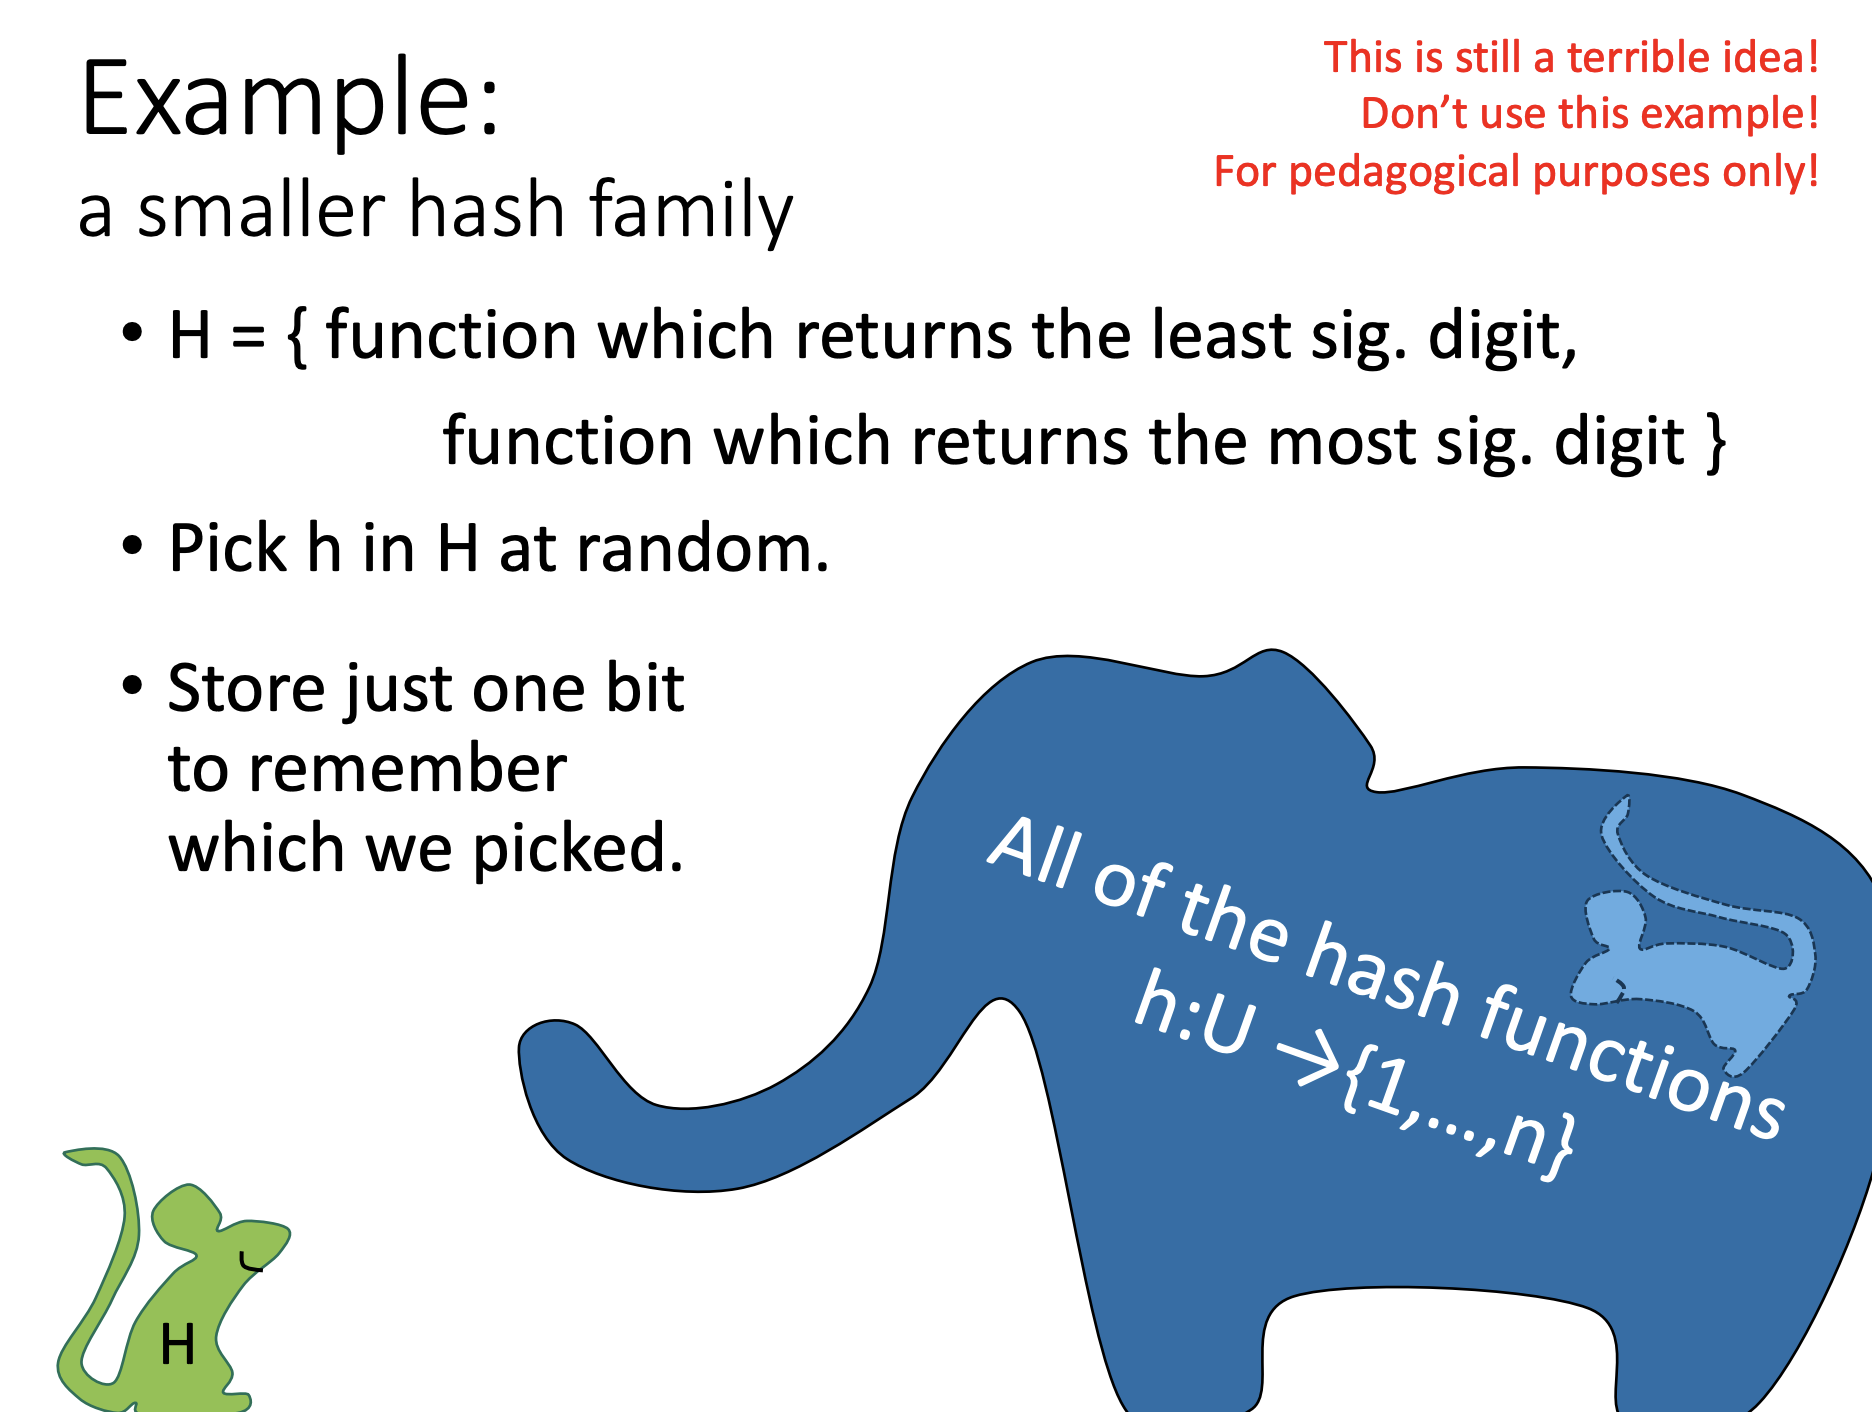 Example:
a smaller hash family
This is still a terrible idea!
Don’t use this example!
For pedagogical purposes only!
• H = { function which returns the least sig. digit,
function which returns the most sig. digit }
• Pick h in H at random.
• Store just one bit
to remember
which we picked.
All of the hash functions
h:U →{1,…,n}
H